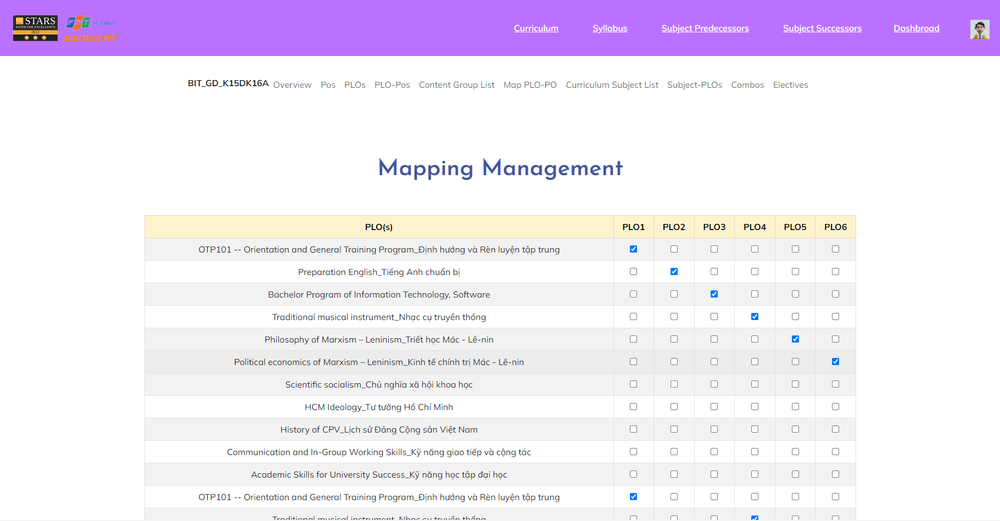 QS STARS
RATED FOR EXCELLENCE
2012
FPT Education
ĐẠI HỌC FPT
Curriculum Syllabus Subject Predecessors Subject Successors Dashbroad
BIT_GD_K15DK16A Overview Pos PLOs PLO-Pos Content Group List Map PLO-PO Curriculum Subject List Subject-PLOs Combos Electives
Mapping Management
PLO(s) PLO1 PLO2 PLO3 PLO4 PLO5 PLO6
OTP101 -- Orientation and General Training Program_Định hướng và Rèn luyện tập trung
Preparation English_Tiếng Anh chuẩn bị
Bachelor Program of Information Technology, Software
Traditional musical instrument_Nhạc cụ truyền thống
Philosophy of Marxism – Leninism_Triết học Mác - Lê-nin
Political economics of Marxism – Leninism_Kinh tế chính trị Mác - Lê-nin
Scientific socialism_Chủ nghĩa xã hội khoa học
HCM Ideology_Tư tưởng Hồ Chí Minh
History of CPV_Lịch sử Đảng Cộng sản Việt Nam
Communication and In-Group Working Skills_Kỹ năng giao tiếp và cộng tác
Academic Skills for University Success_Kỹ năng học tập đại học
OTP101 -- Orientation and General Training Program_Định hướng và Rèn luyện tập trung
Traditional musical instrument_Nhạc cụ truyền thống